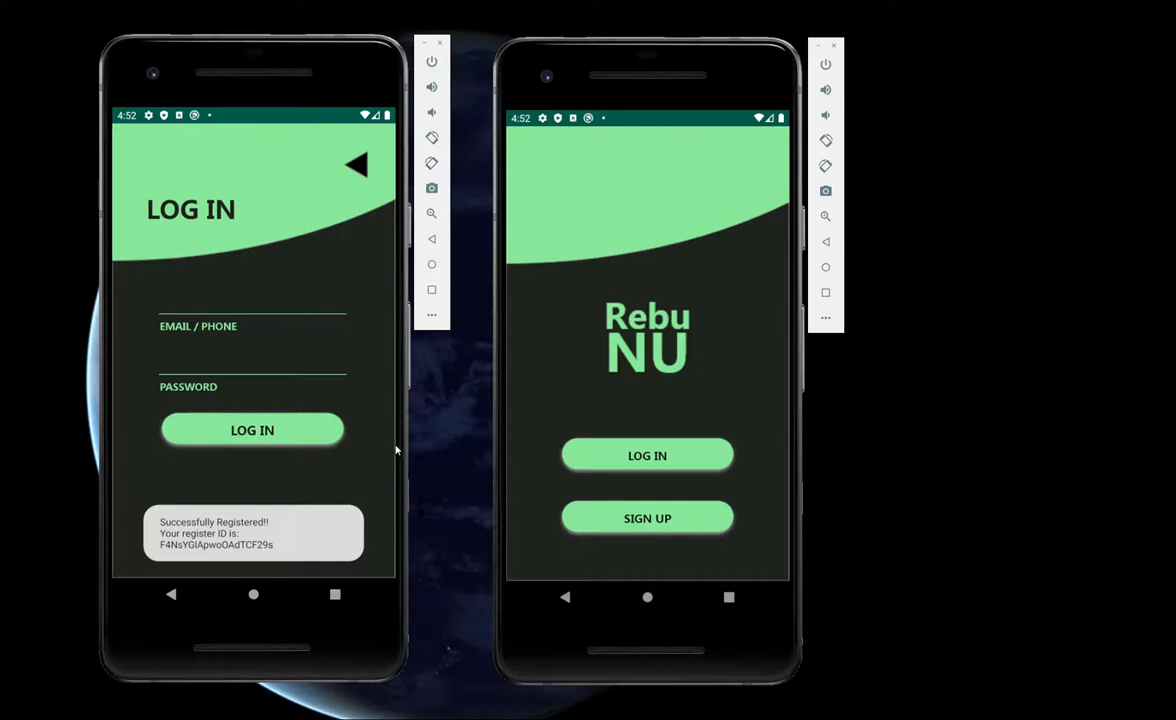 4:52
LOG IN
EMAIL / PHONE
PASSWORD
LOG IN
Successfully Registered!!
Your register ID is:
F4NsYGIApwoOAdTCF29s
4:52
Rebu
NU
LOG IN
SIGN UP